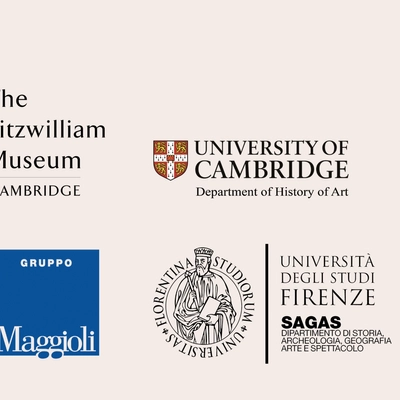 he
itzwilliam
Museum
AMBRIDGE
UNIVERSITY OF
CAMBRIDGE
Department of History of Art
GRUPPO
Maggioli
FLORENTINA STUDIORUM UNIVERSITAS
UNIVERSITÀ
DEGLI STUDI
FIRENZE
SAGAS
DIPARTIMENTO DI STORIA,
ARCHEOLOGIA, GEOGRAFIA
ARTE E SPETTACOLO